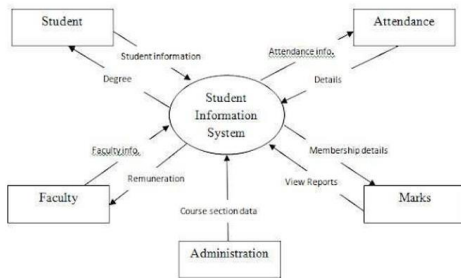 Student
Attendance
Student information
Attendance info.
Degree
Details
Student
Information
System
Faculty info.
Membership details
Remuneration
View Reports
Faculty
Marks
Course section data
Administration